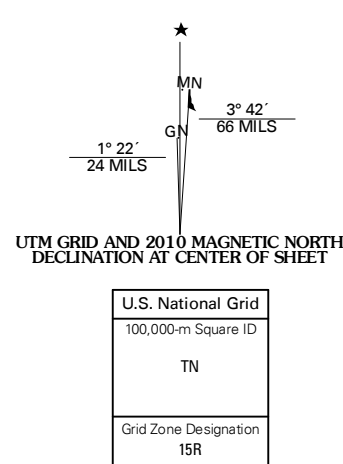 ★
MN
3° 42´
66 MILS
GN
1° 22´
24 MILS
UTM GRID AND 2010 MAGNETIC NORTH
DECLINATION AT CENTER OF SHEET
U.S. National Grid
100,000-m Square ID
TN
Grid Zone Designation
15R